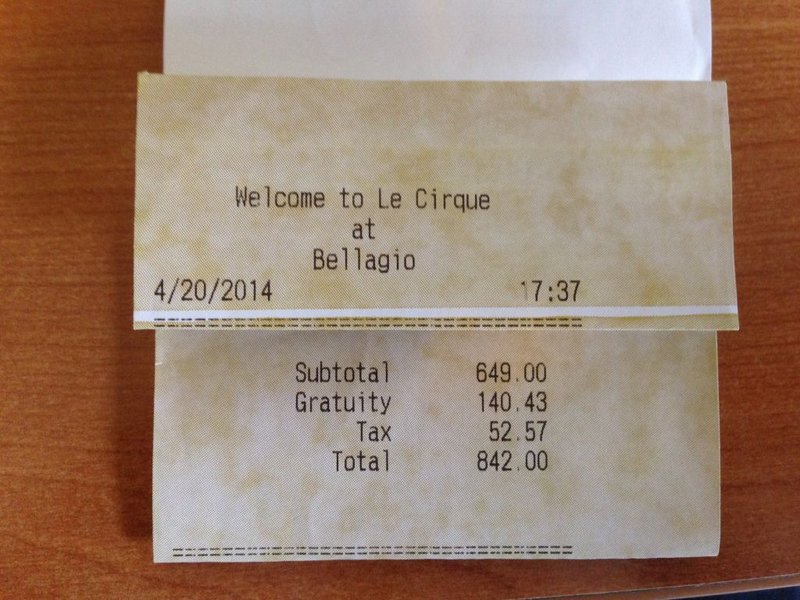 Welcome to Le Cirque
at
Bellagio
4/20/2014 17:37
Subtotal 649.00
Gratuity 140.43
Tax 52.57
Total 842.00